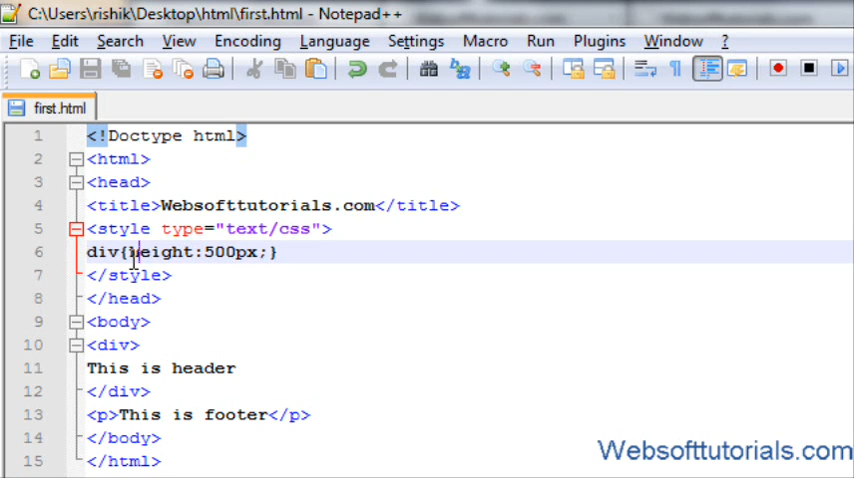 C:\Users\rishik\Desktop\html\first.html - Notepad++
File Edit Search View Encoding Language Settings Macro Run Plugins Window ?
first.html
1 <!Doctype html>
2 <html>
3 <head>
4 <title>Websofttutorials.com</title>
5 <style type="text/css">
6 div{height:500px;}
7 </style>
8 </head>
9 <body>
10 <div>
11 This is header
12 </div>
13 <p>This is footer</p>
14 </body>
15 </html>
Websofttutorials.com